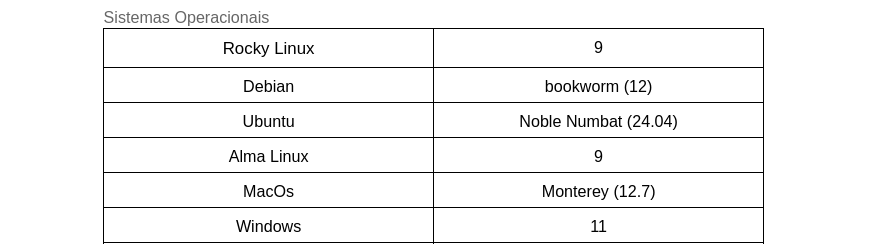 Sistemas Operacionais
Rocky Linux 9
Debian bookworm (12)
Ubuntu Noble Numbat (24.04)
Alma Linux 9
MacOs Monterey (12.7)
Windows 11